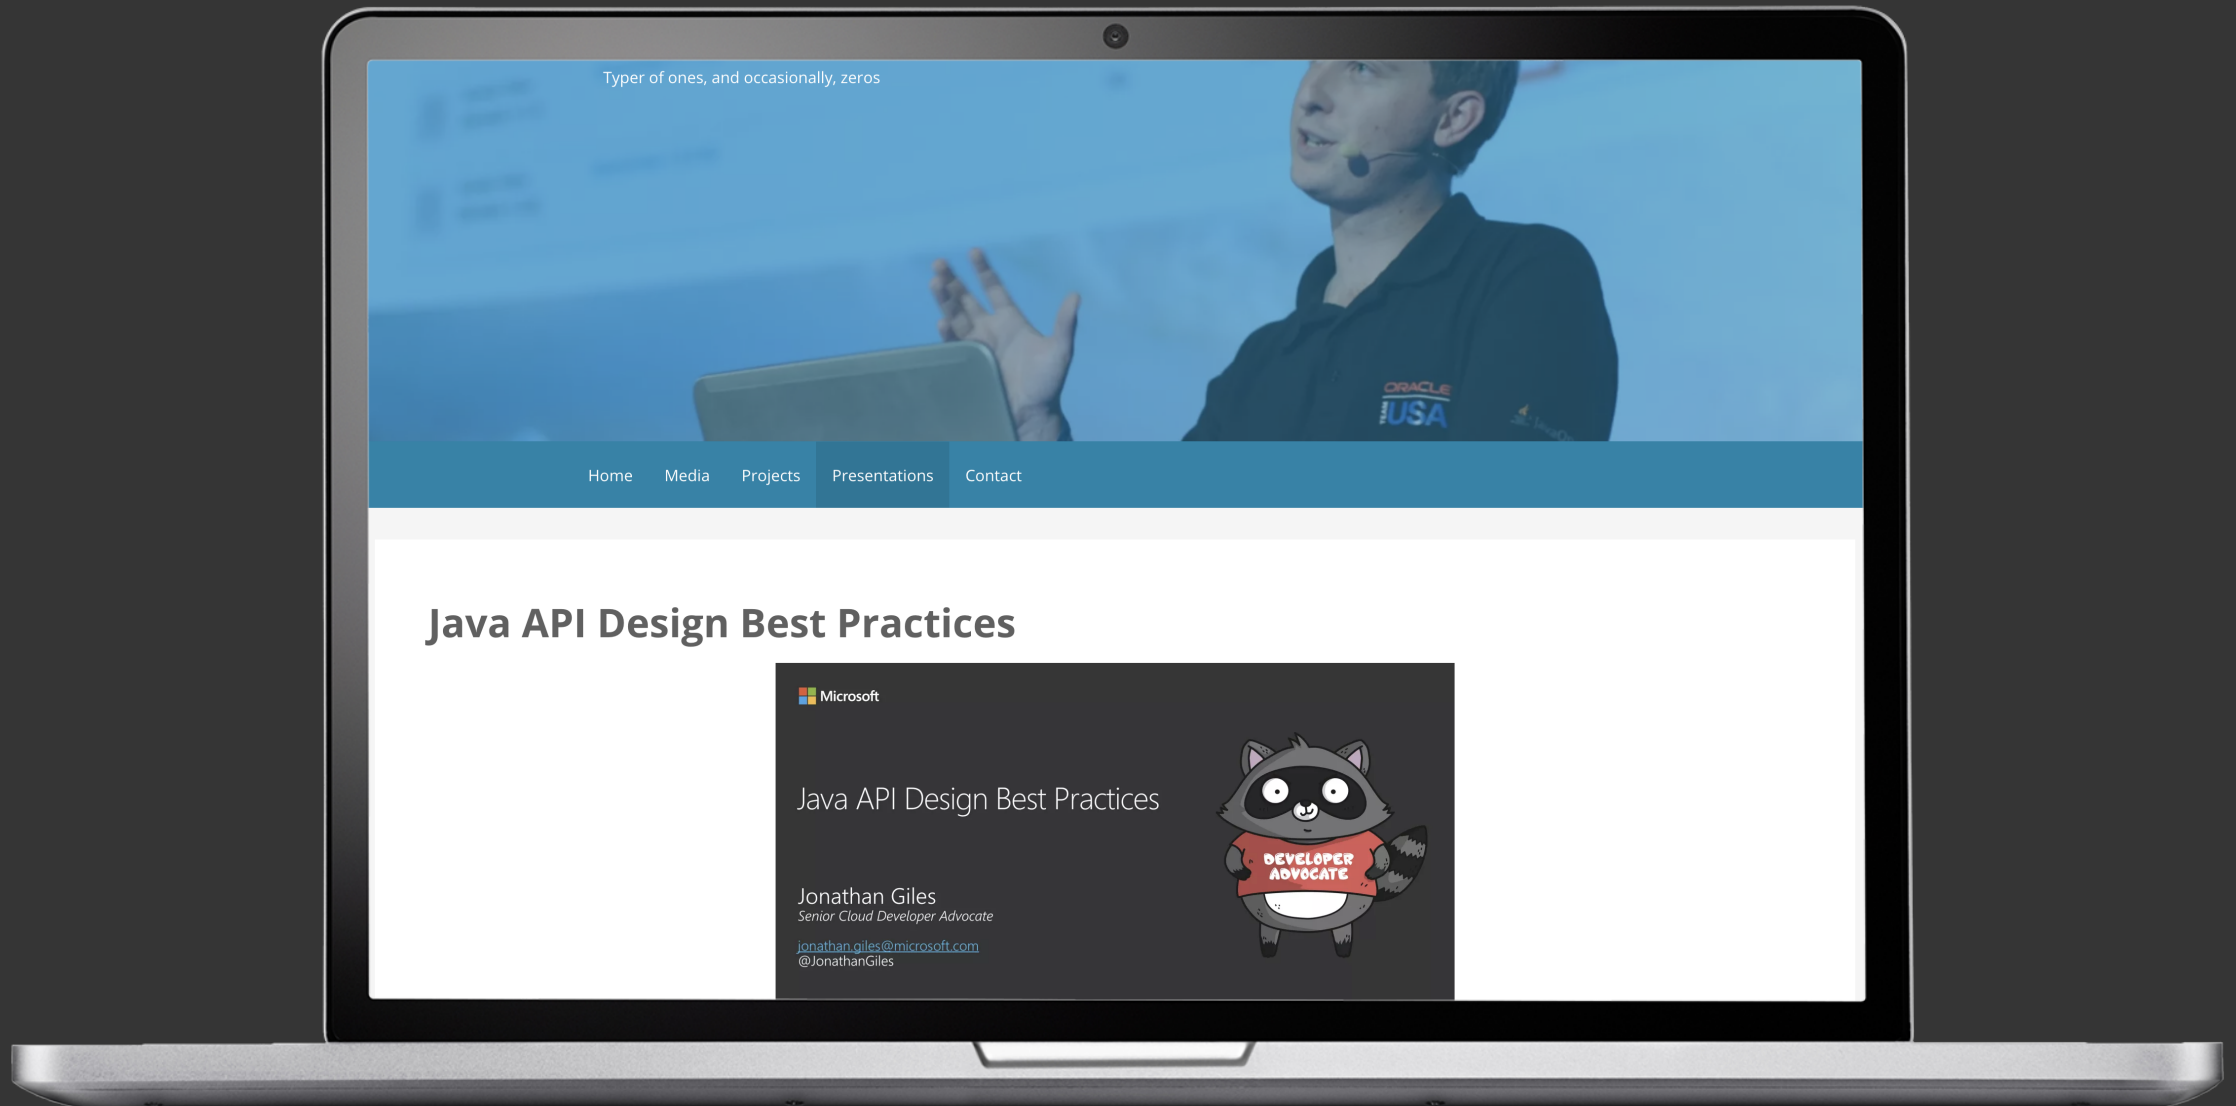 Typer of ones, and occasionally, zeros
ORACLE
TEAM USA
Home Media Projects Presentations Contact
Java API Design Best Practices
Microsoft
Java API Design Best Practices
DEVELOPER
ADVOCATE
Jonathan Giles
Senior Cloud Developer Advocate
jonathan.giles@microsoft.com
@JonathanGiles